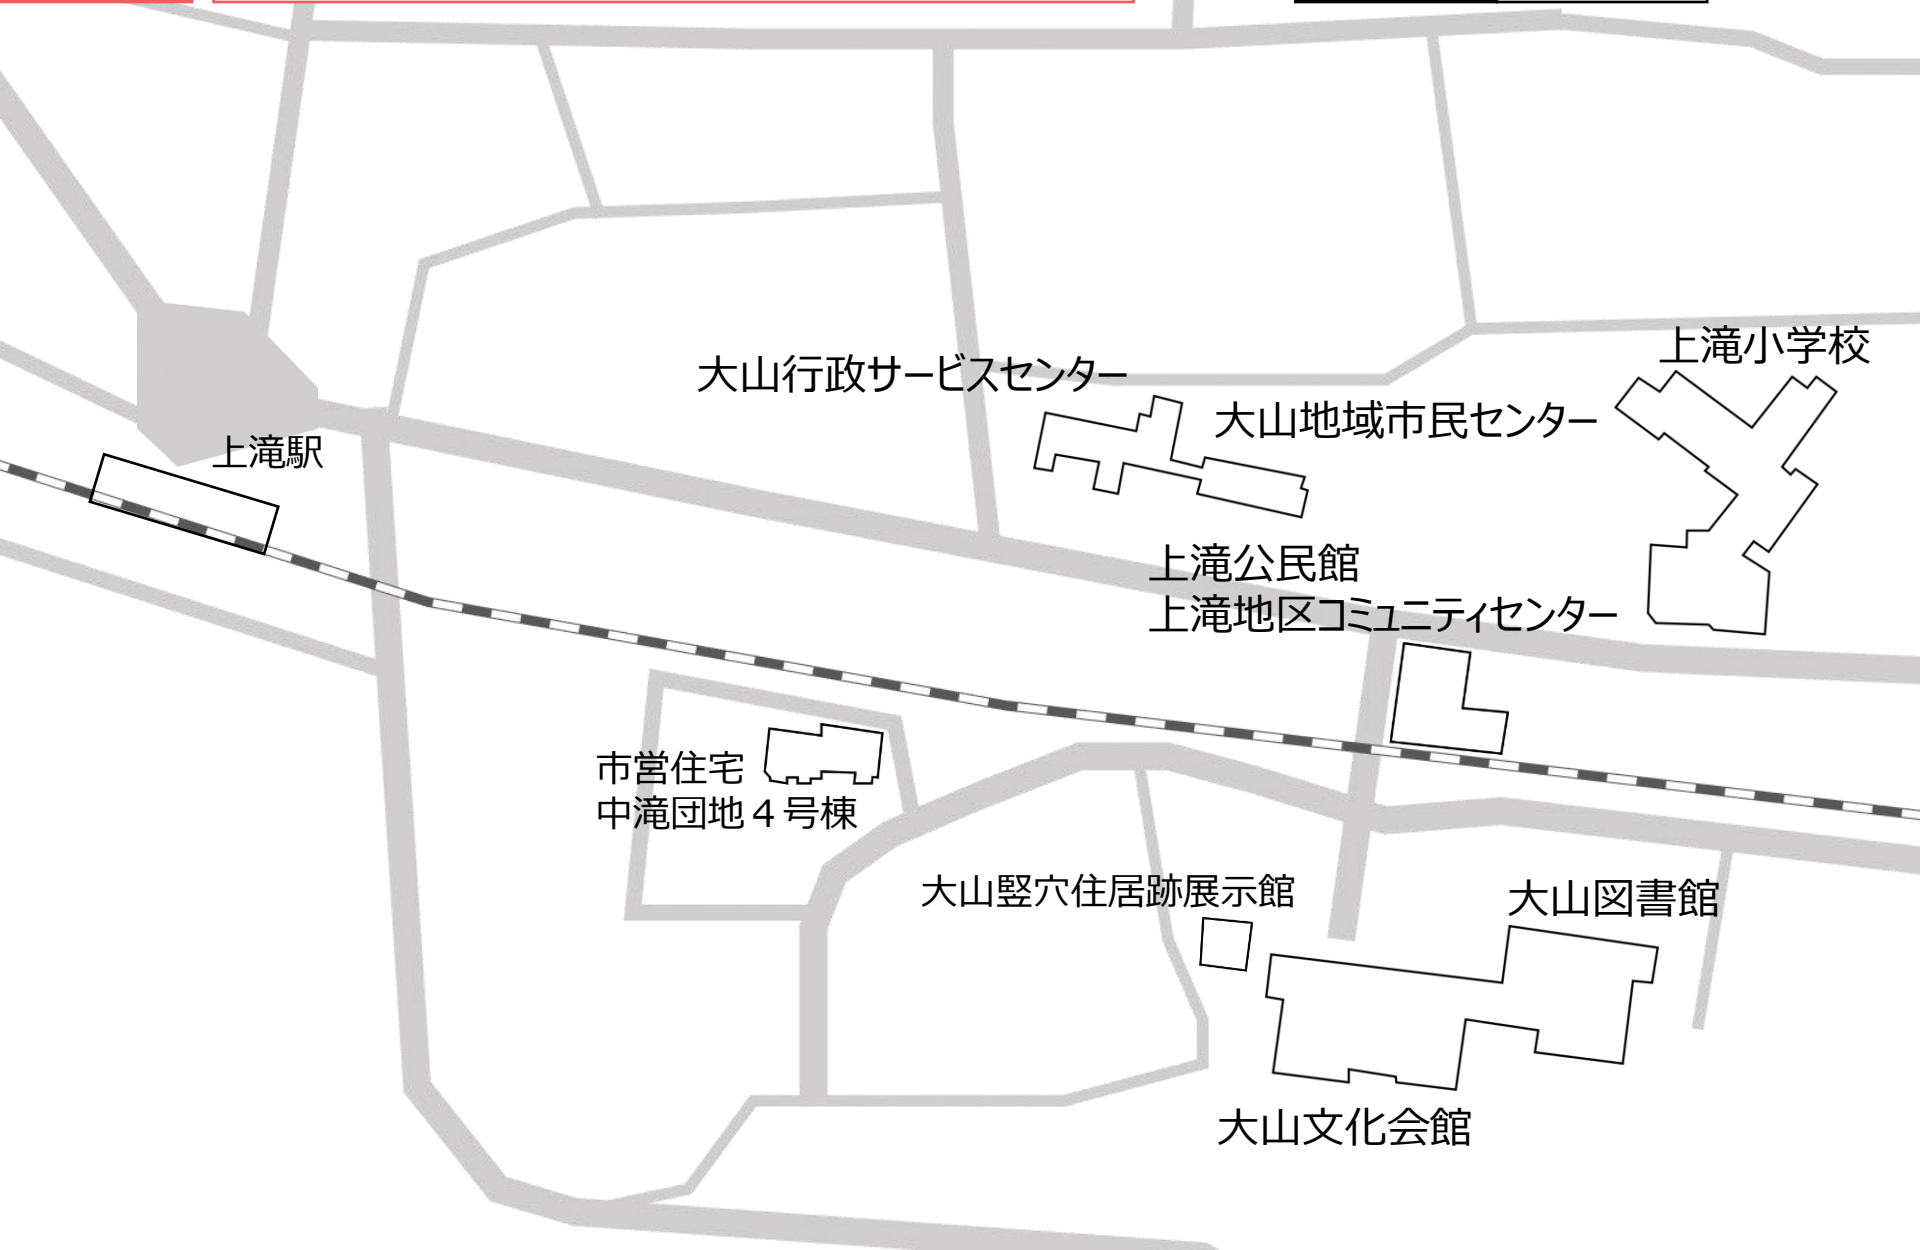 上滝小学校
大山行政サービスセンター
大山地域市民センター
上滝駅
上滝公民館
上滝地区コミュニティセンター
市営住宅
中滝団地４号棟
大山竪穴住居跡展示館
大山図書館
大山文化会館